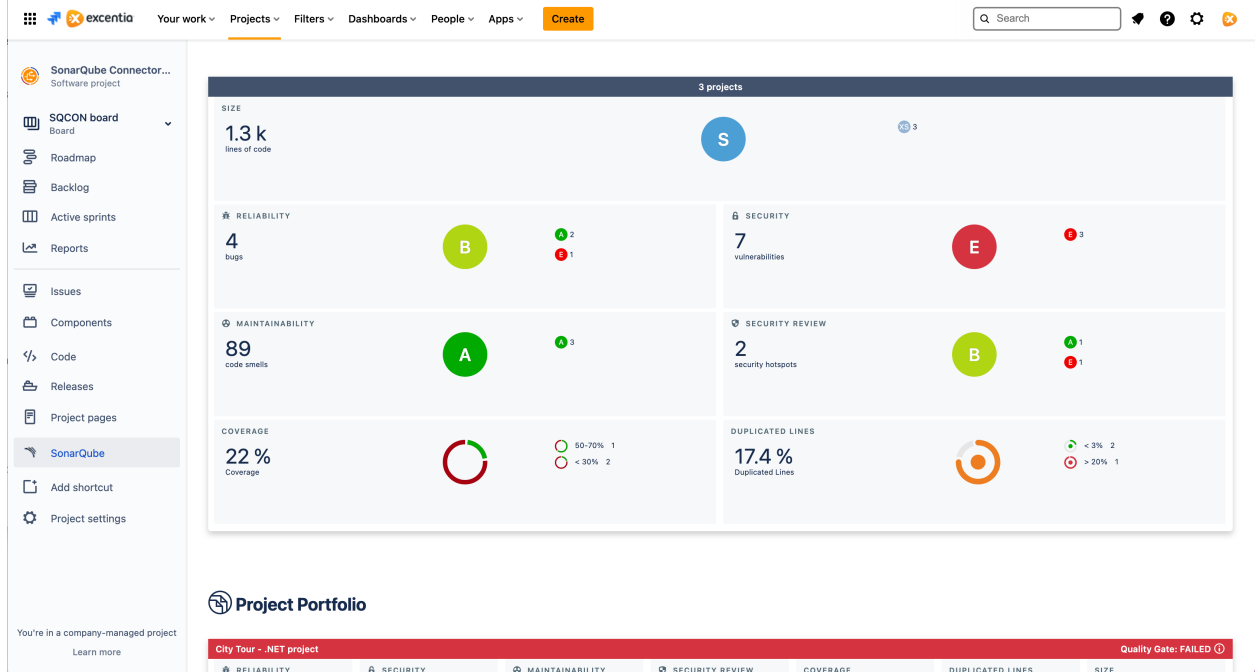 excentia Your work Projects Filters Dashboards People Apps Create Search
SonarQube Connector...
Software project
SQCON board
Board
Roadmap
Backlog
Active sprints
Reports
Issues
Components
Code
Releases
Project pages
SonarQube
Add shortcut
Project settings
You're in a company-managed project
Learn more
3 projects
SIZE
1.3 k
lines of code
S
XS 3
RELIABILITY
4
bugs
B
A 2
E 1
SECURITY
7
vulnerabilities
E
E 3
MAINTAINABILITY
89
code smells
A
A 3
SECURITY REVIEW
2
security hotspots
B
A 1
E 1
COVERAGE
22 %
Coverage
50-70% 1
< 30% 2
DUPLICATED LINES
17.4 %
Duplicated Lines
< 3% 2
> 20% 1
Project Portfolio
City Tour - .NET project Quality Gate: FAILED
RELIABILITY SECURITY MAINTAINABILITY SECURITY REVIEW COVERAGE DUPLICATED LINES SIZE